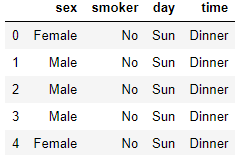 sex smoker day time
0 Female No Sun Dinner
1 Male No Sun Dinner
2 Male No Sun Dinner
3 Male No Sun Dinner
4 Female No Sun Dinner